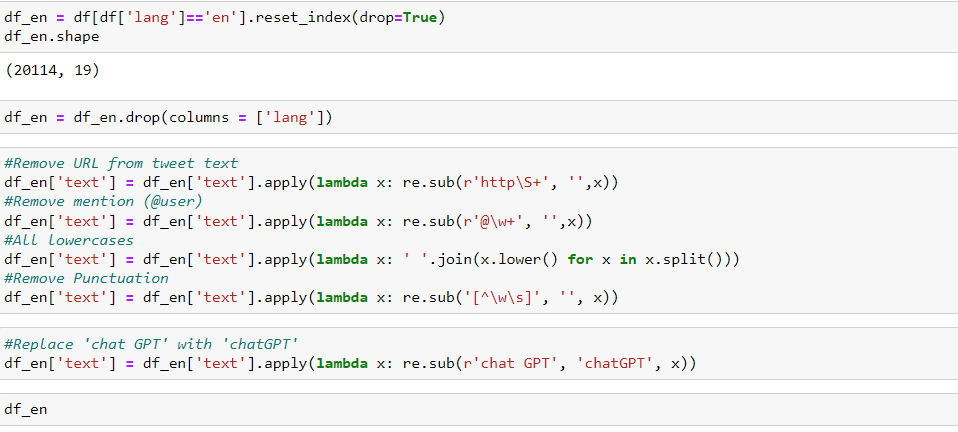 df_en = df[df['lang']=='en'].reset_index(drop=True)
df_en.shape
(20114, 19)
df_en = df_en.drop(columns = ['lang'])
#Remove URL from tweet text
df_en['text'] = df_en['text'].apply(lambda x: re.sub(r'http\S+', '',x))
#Remove mention (@user)
df_en['text'] = df_en['text'].apply(lambda x: re.sub(r'@\w+', '',x))
#All lowercases
df_en['text'] = df_en['text'].apply(lambda x: ' '.join(x.lower() for x in x.split()))
#Remove Punctuation
df_en['text'] = df_en['text'].apply(lambda x: re.sub('[^\w\s]', '', x))
#Replace 'chat GPT' with 'chatGPT'
df_en['text'] = df_en['text'].apply(lambda x: re.sub(r'chat GPT', 'chatGPT', x))
df_en